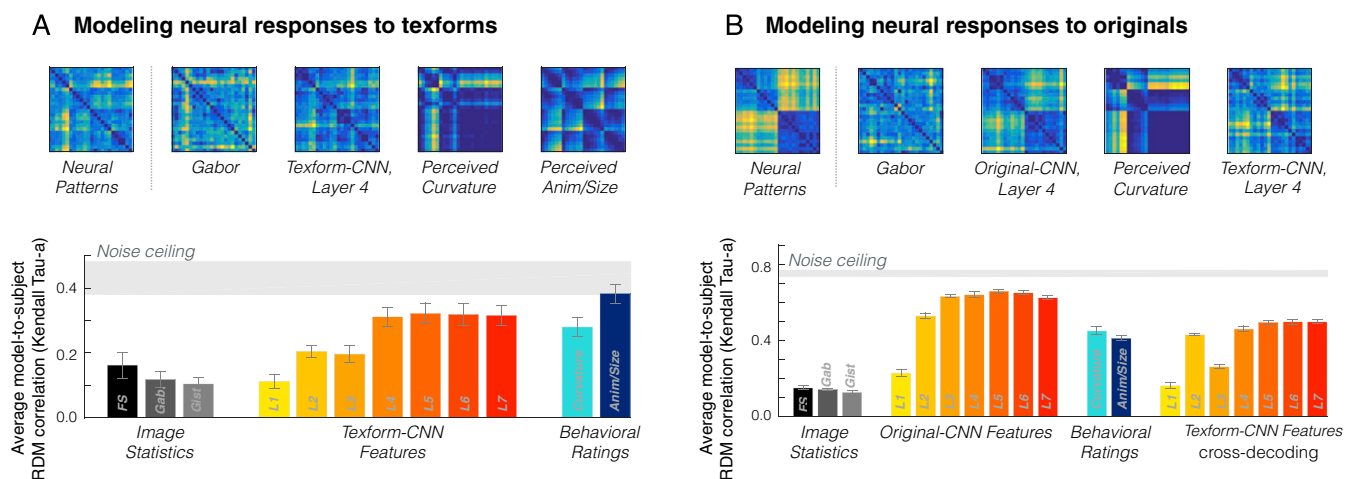 A Modeling neural responses to texforms
Neural
Patterns
Gabor
Texform-CNN,
Layer 4
Perceived
Curvature
Perceived
Anim/Size
Average model-to-subject
RDM correlation (Kendall Tau-a)
Noise ceiling
0.4
0.2
0.0
FS
Gab
Gist
L1
L2
L3
L4
L5
L6
L7
Curvature
Anim/Size
Image
Statistics
Texform-CNN
Features
Behavioral
Ratings
B Modeling neural responses to originals
Neural
Patterns
Gabor
Original-CNN,
Layer 4
Perceived
Curvature
Texform-CNN,
Layer 4
Average model-to-subject
RDM correlation (Kendall Tau-a)
Noise ceiling
0.8
0.4
0.0
FS
Gab
Gist
L1
L2
L3
L4
L5
L6
L7
Curvature
Anim/Size
L1
L2
L3
L4
L5
L6
L7
Image
Statistics
Original-CNN Features
Behavioral
Ratings
Texform-CNN Features
cross-decoding